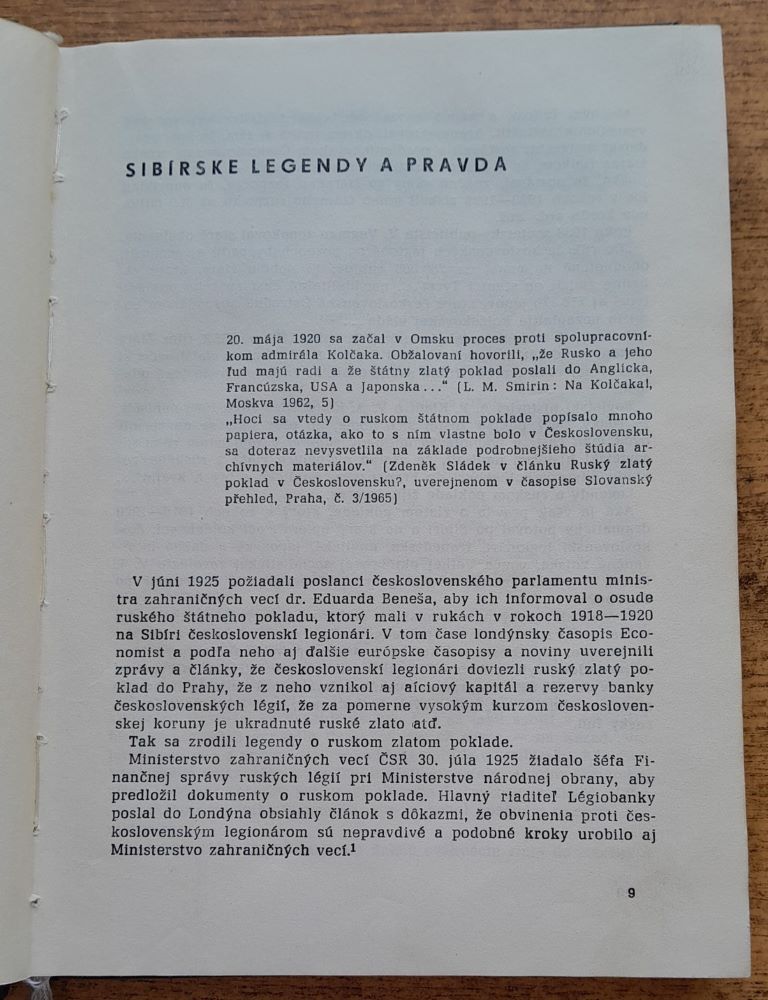 SIBÍRSKE LEGENDY A PRAVDA
20. mája 1920 sa začal v Omsku proces proti spolupracovní-
kom admirála Kolčaka. Obžalovaní hovorili, „že Rusko a jeho
ľud majú radi a že štátny zlatý poklad poslali do Anglicka,
Francúzska, USA a Japonska...“ (L. M. Smirin: Na Kolčaka!,
Moskva 1962, 5)
„Hoci sa vtedy o ruskom štátnom poklade popísalo mnoho
papiera, otázka, ako to s ním vlastne bolo v Československu,
sa doteraz nevysvetlila na základe podrobnejšieho štúdia ar-
chívnych materiálov.“ (Zdeněk Sládek v článku Ruský zlatý
poklad v Československu?, uverejnenom v časopise Slovanský
přehled, Praha, č. 3/1965)
V júni 1925 požiadali poslanci československého parlamentu minis-
tra zahraničných vecí dr. Eduarda Beneša, aby ich informoval o osude
ruského štátneho pokladu, ktorý mali v rukách v rokoch 1918—1920
na Sibíri československí legionári. V tom čase londýnsky časopis Eco-
nomist a podľa neho aj ďalšie európske časopisy a noviny uverejnili
zprávy a články, že československí legionári doviezli ruský zlatý po-
klad do Prahy, že z neho vznikol aj alciový kapitál a rezervy banky
československých légií, že za pomerne vysokým kurzom českosloven-
skej koruny je ukradnuté ruské zlato atď.
Tak sa zrodili legendy o ruskom zlatom poklade.
Ministerstvo zahraničných vecí ČSR 30. júla 1925 žiadalo šéfa Fi-
nančnej správy ruských légií pri Ministerstve národnej obrany, aby
predložil dokumenty o ruskom poklade. Hlavný riaditeľ Légiobanky
poslal do Londýna obsiahly článok s dôkazmi, že obvinenia proti čes-
koslovenským legionárom sú nepravdivé a podobné kroky urobilo aj
Ministerstvo zahraničných vecí.¹
9